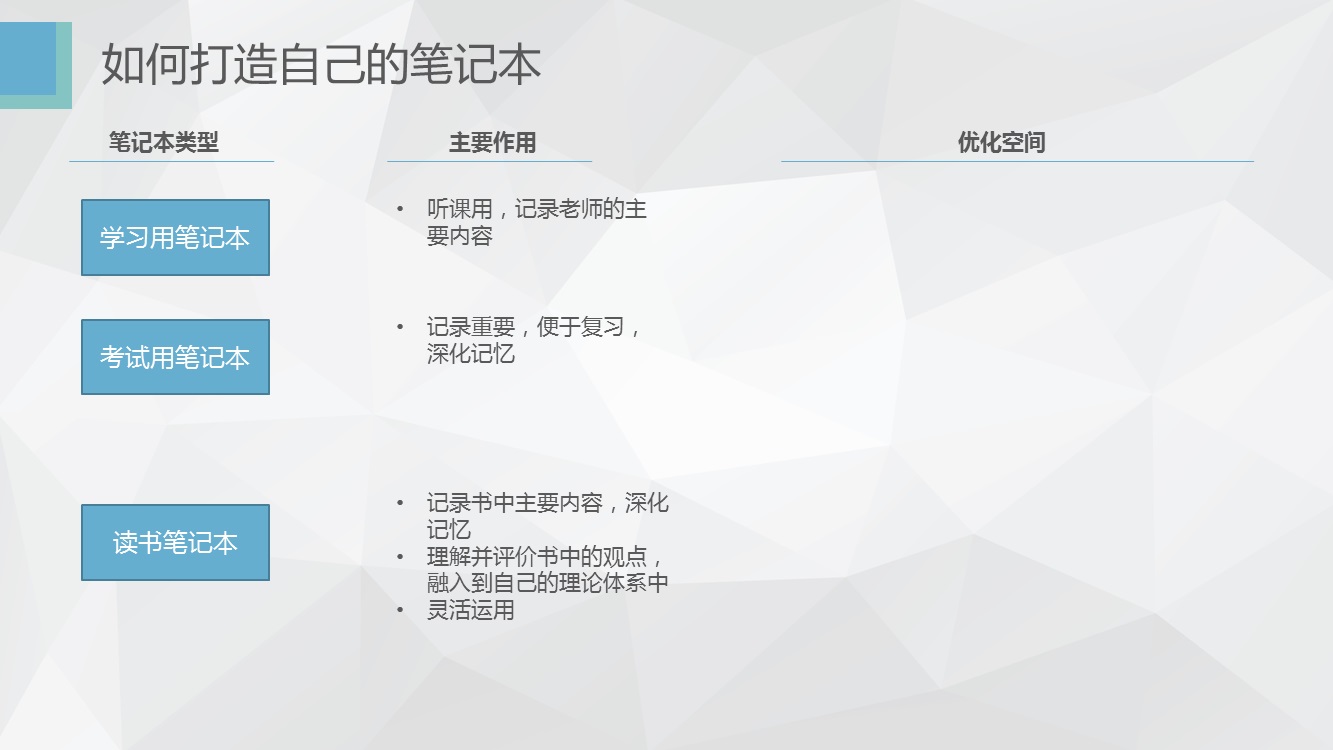 如何打造自己的笔记本
笔记本类型
主要作用
优化空间
学习用笔记本
• 听课用，记录老师的主
要内容
考试用笔记本
• 记录重要，便于复习，
深化记忆
读书笔记本
• 记录书中主要内容，深化
记忆
• 理解并评价书中的观点，
融入到自己的理论体系中
• 灵活运用